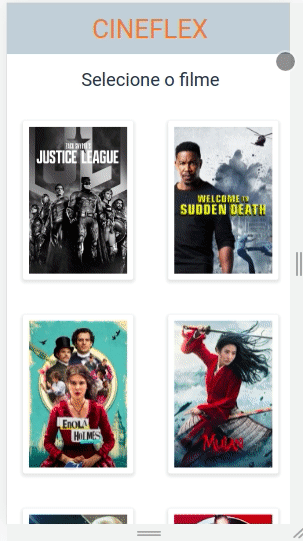 CINEFLEX
Selecione o filme
ZACK SNYDER'S
JUSTICE LEAGUE
WELCOME TO
SUDDEN DEATH
ENOLA
HOLMES
MULAN